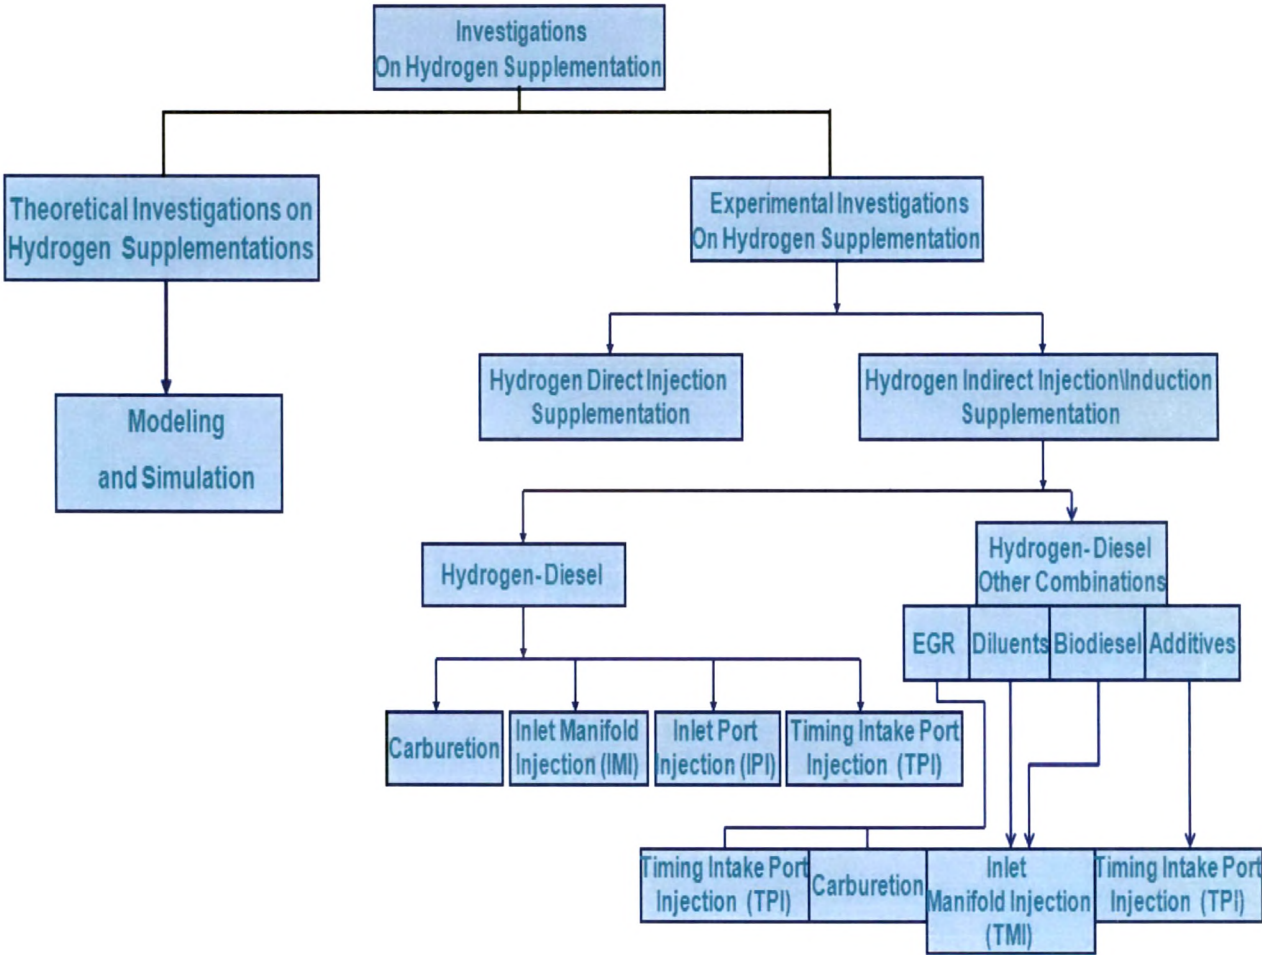 Investigations
On Hydrogen Supplementation
Theoretical Investigations on
Hydrogen Supplementations
Experimental Investigations
On Hydrogen Supplementation
Modeling
and Simulation
Hydrogen Direct Injection
Supplementation
Hydrogen Indirect Injection\Induction
Supplementation
Hydrogen- Diesel
Hydrogen- Diesel
Other Combinations
EGR
Diluents
Biodiesel
Additives
Carburetion
Inlet Manifold
Injection (IMI)
Inlet Port
Injection (IPI)
Timing Intake Port
Injection (TPI)
Timing Intake Port
Injection (TPI)
Carburetion
Inlet
Manifold Injection
(TMI)
Timing Intake Port
Injection (TPI)